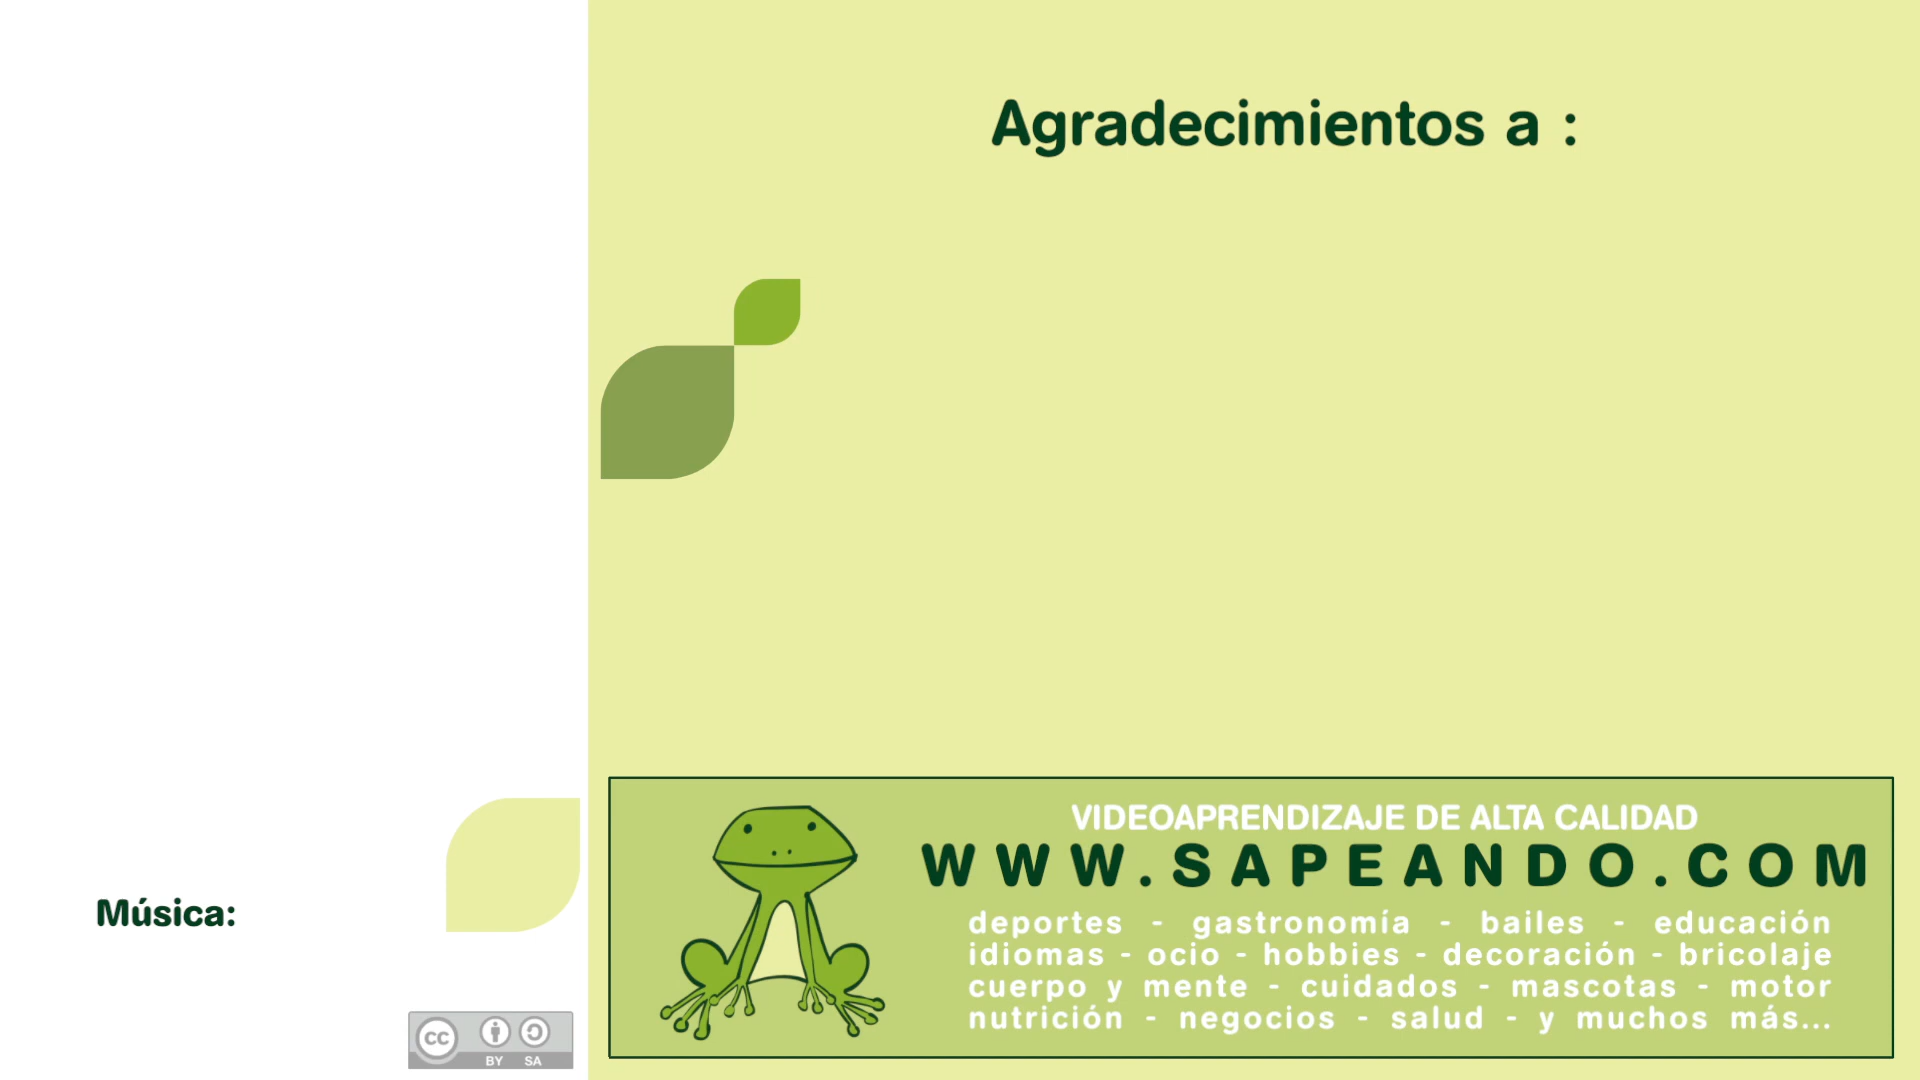 Agradecimientos a :
Música:
CC BY SA
VIDEOAPRENDIZAJE DE ALTA CALIDAD
WWW.SAPEANDO.COM
deportes - gastronomía - bailes - educación
idiomas - ocio - hobbies - decoración - bricolaje
cuerpo y mente - cuidados - mascotas - motor
nutrición - negocios - salud - y muchos más...